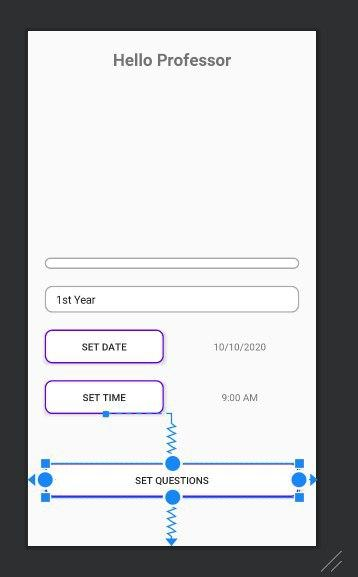 Hello Professor
1st Year
SET DATE 10/10/2020
SET TIME 9:00 AM
SET QUESTIONS